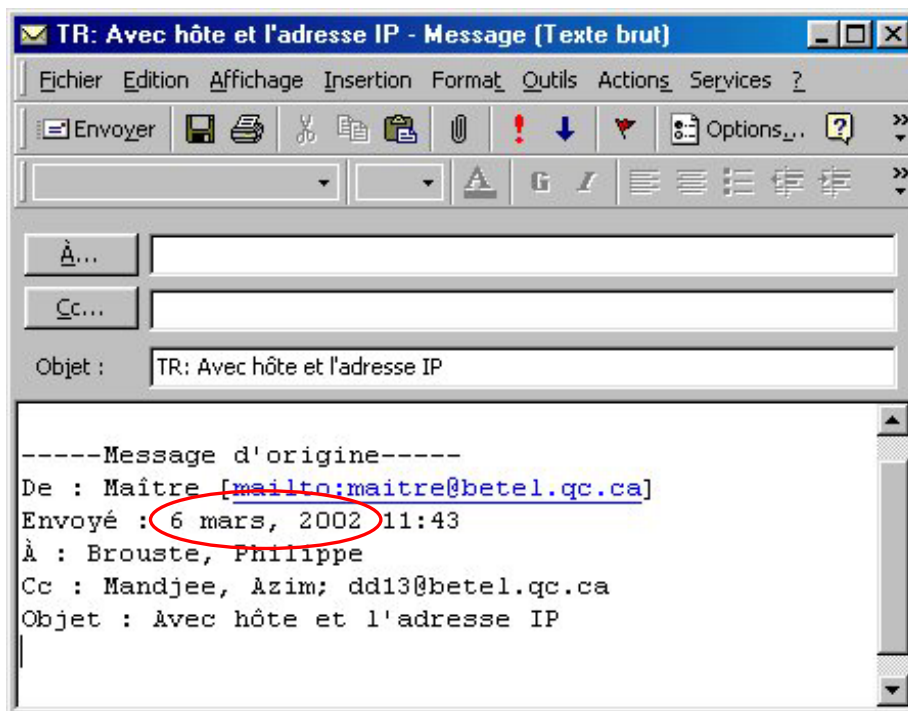 TR: Avec hôte et l'adresse IP - Message (Texte brut)
Fichier Edition Affichage Insertion Format Outils Actions Services ?
Envoyer Options... ?
A G I
À...
Cc...
Objet : TR: Avec hôte et l'adresse IP
-----Message d'origine-----
De : Maître [mailto:maitre@betel.qc.ca]
Envoyé : 6 mars, 2002 11:43
À : Brouste, Philippe
Cc : Mandjee, Azim; dd13@betel.qc.ca
Objet : Avec hôte et l'adresse IP